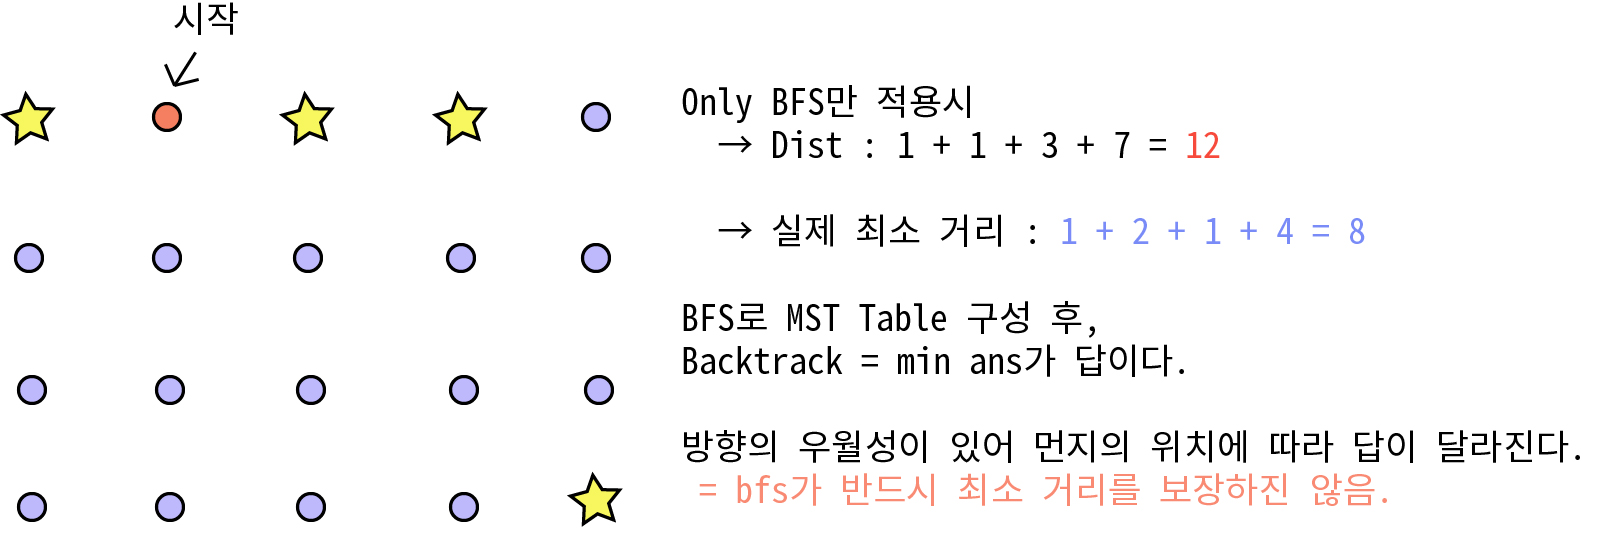 시작
Only BFS만 적용시
→ Dist : 1 + 1 + 3 + 7 = 12
→ 실제 최소 거리 : 1 + 2 + 1 + 4 = 8
BFS로 MST Table 구성 후,
Backtrack = min ans가 답이다.
방향의 우월성이 있어 먼지의 위치에 따라 답이 달라진다.
= bfs가 반드시 최소 거리를 보장하진 않음.